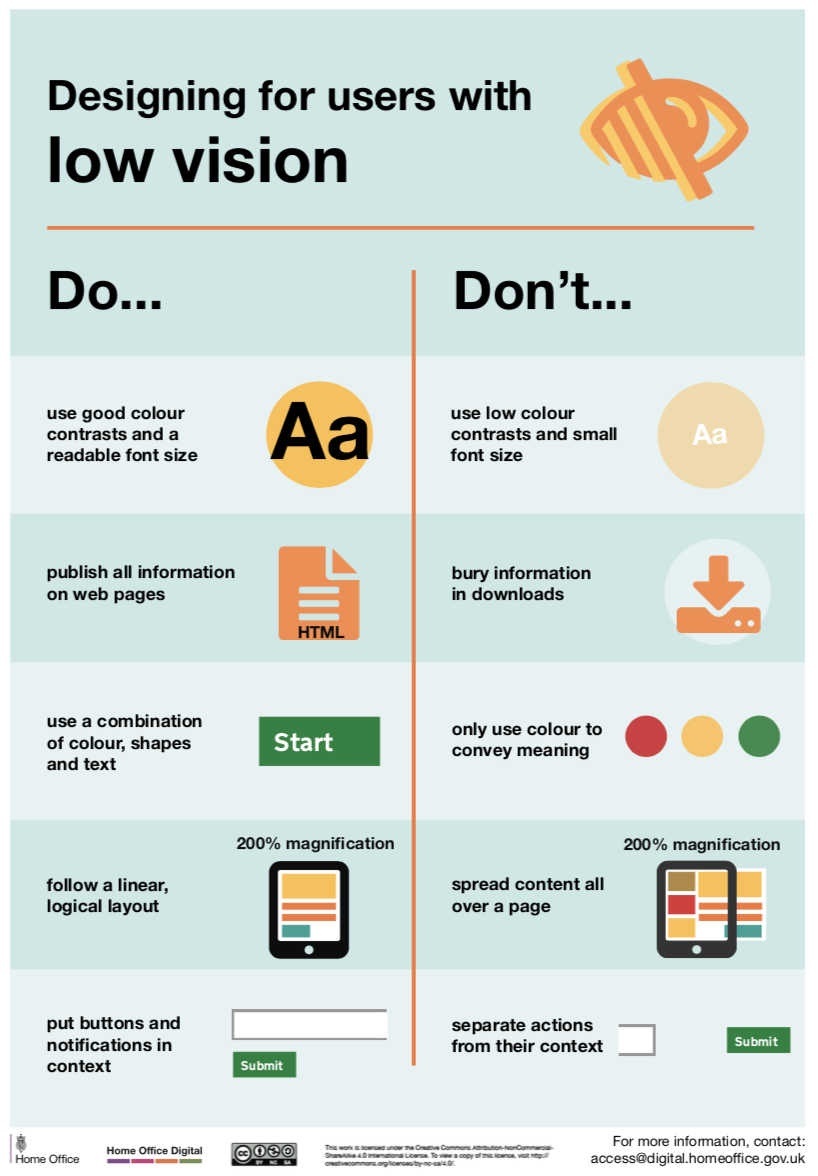 Designing for users with
low vision
Do...
Don’t...
use good colour
contrasts and a
readable font size
Aa
use low colour
contrasts and small
font size
Aa
publish all information
on web pages
HTML
bury information
in downloads
use a combination
of colour, shapes
and text
Start
only use colour to
convey meaning
follow a linear,
logical layout
200% magnification
spread content all
over a page
200% magnification
put buttons and
notifications in
context
Submit
separate actions
from their context
Submit
Home Office
Home Office Digital
cc
BY NC SA
This work is licensed under the Creative Commons Attribution-NonCommercial-
ShareAlike 4.0 International License. To view a copy of this license, visit http://
creativecommons.org/licenses/by-nc-sa/4.0/.
For more information, contact:
access@digital.homeoffice.gov.uk